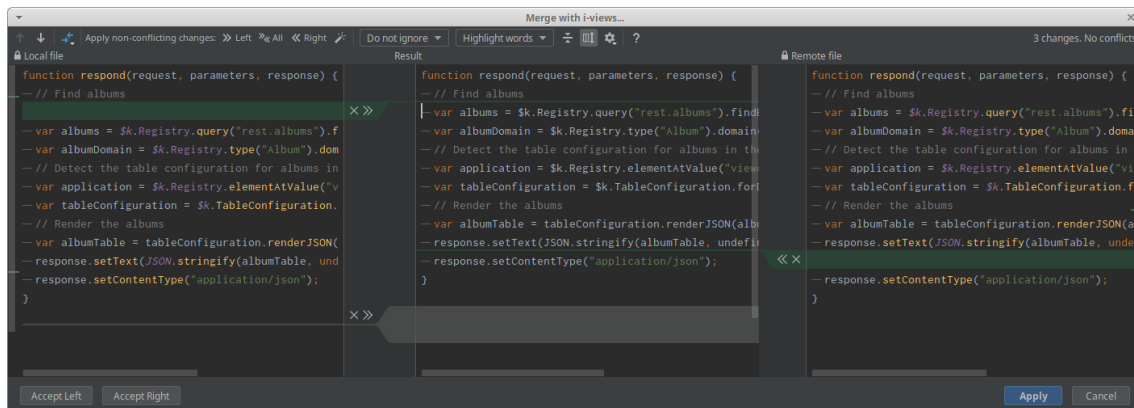 Merge with i-views...
Apply non-conflicting changes: Left All Right Do not ignore Highlight words ? 3 changes. No conflicts
Local file Result Remote file
function respond(request, parameters, response) {
// Find albums
var albums = $k.Registry.query("rest.albums").f
var albumDomain = $k.Registry.type("Album").dom
// Detect the table configuration for albums in
var application = $k.Registry.elementAtValue("v
var tableConfiguration = $k.TableConfiguration.
// Render the albums
var albumTable = tableConfiguration.renderJSON(
response.setText(JSON.stringify(albumTable, und
response.setContentType("application/json");
}
function respond(request, parameters, response) {
// Find albums
var albums = $k.Registry.query("rest.albums").find
var albumDomain = $k.Registry.type("Album").domain
// Detect the table configuration for albums in the
var application = $k.Registry.elementAtValue("view
var tableConfiguration = $k.TableConfiguration.for
// Render the albums
var albumTable = tableConfiguration.renderJSON(alb
response.setText(JSON.stringify(albumTable, undefi
response.setContentType("application/json");
}
function respond(request, parameters, response) {
// Find albums
var albums = $k.Registry.query("rest.albums").fi
var albumDomain = $k.Registry.type("Album").doma
// Detect the table configuration for albums in
var application = $k.Registry.elementAtValue("vi
var tableConfiguration = $k.TableConfiguration.f
// Render the albums
var albumTable = tableConfiguration.renderJSON(a
response.setText(JSON.stringify(albumTable, unde
response.setContentType("application/json");
}
Accept Left Accept Right Apply Cancel